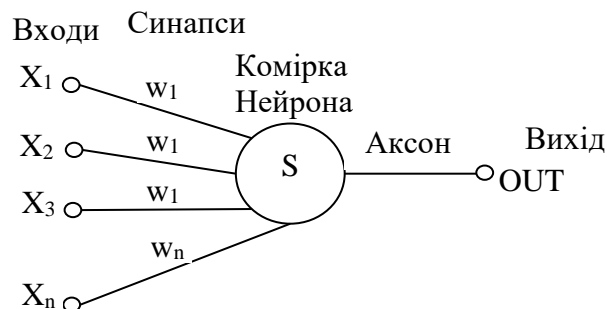 Входи Синапси
X1 w1 Комірка
Нейрона
X2 w1 S Аксон Вихід
OUT
X3 w1
Xn wn